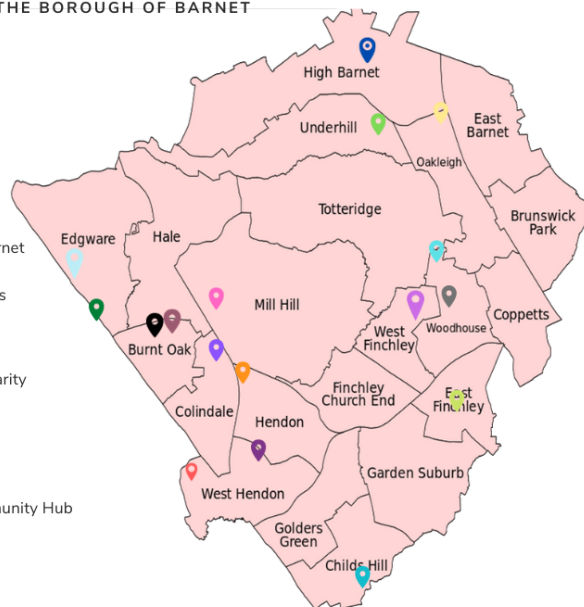 THE BOROUGH OF BARNET
High Barnet
Underhill
East
Barnet
Oakleigh
Totteridge
Brunswick
Park
Edgware
Hale
rnet
s
Mill Hill
Coppetts
West
Finchley
Woodhouse
Burnt Oak
arity
Finchley
Church End
East
Finchley
Colindale
Hendon
Garden Suburb
West Hendon
munity Hub
Golders
Green
Childs Hill